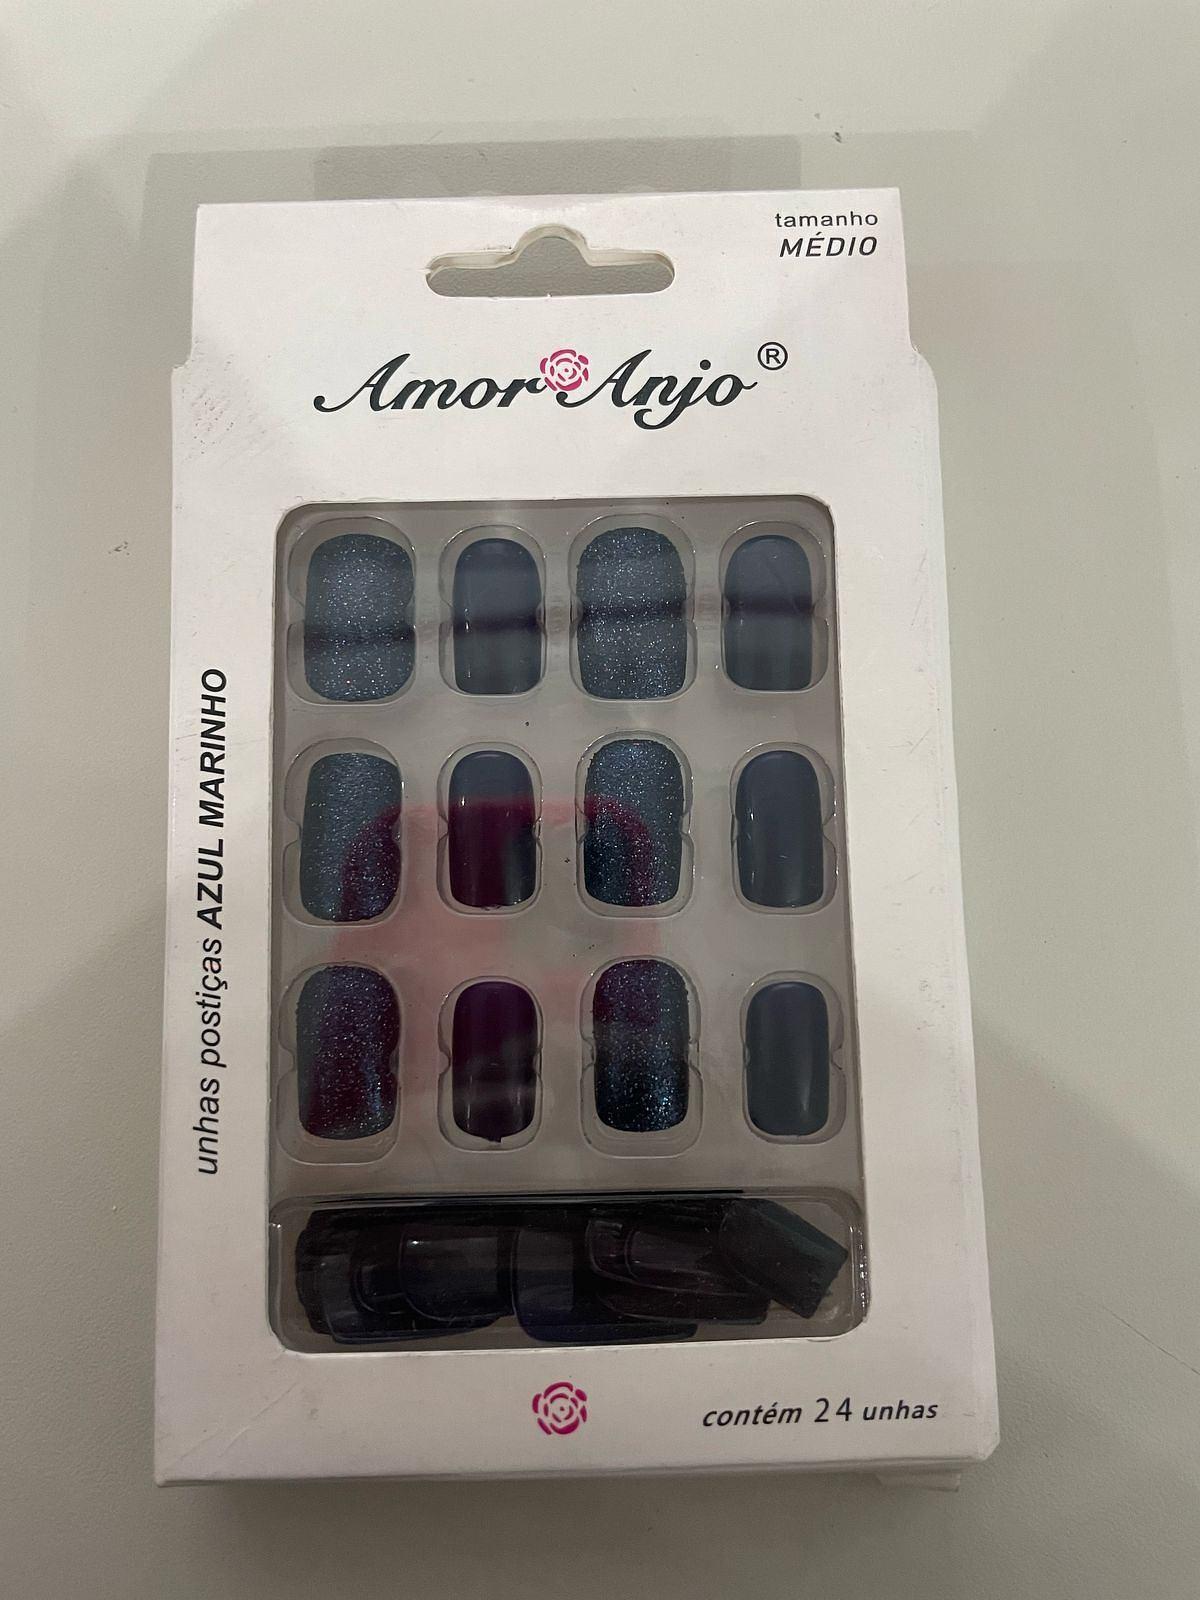 tamanho
MÉDIO
Amor Anjo ®
unhas postiças AZUL MARINHO
contém 24 unhas